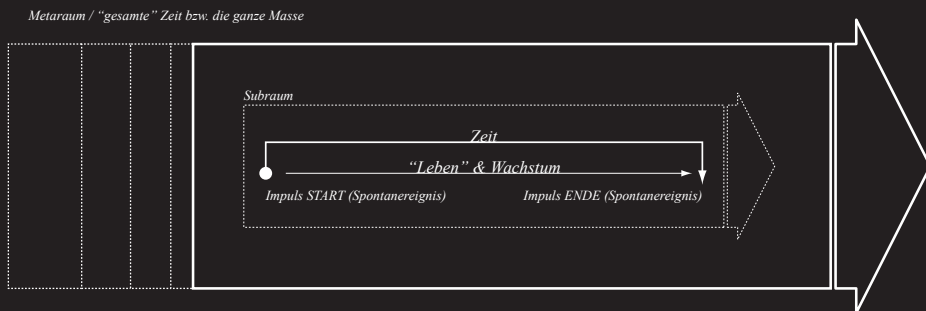 Metaraum / “gesamte” Zeit bzw. die ganze Masse
Subraum
Zeit
“Leben” & Wachstum
Impuls START (Spontanereignis)
Impuls ENDE (Spontanereignis)